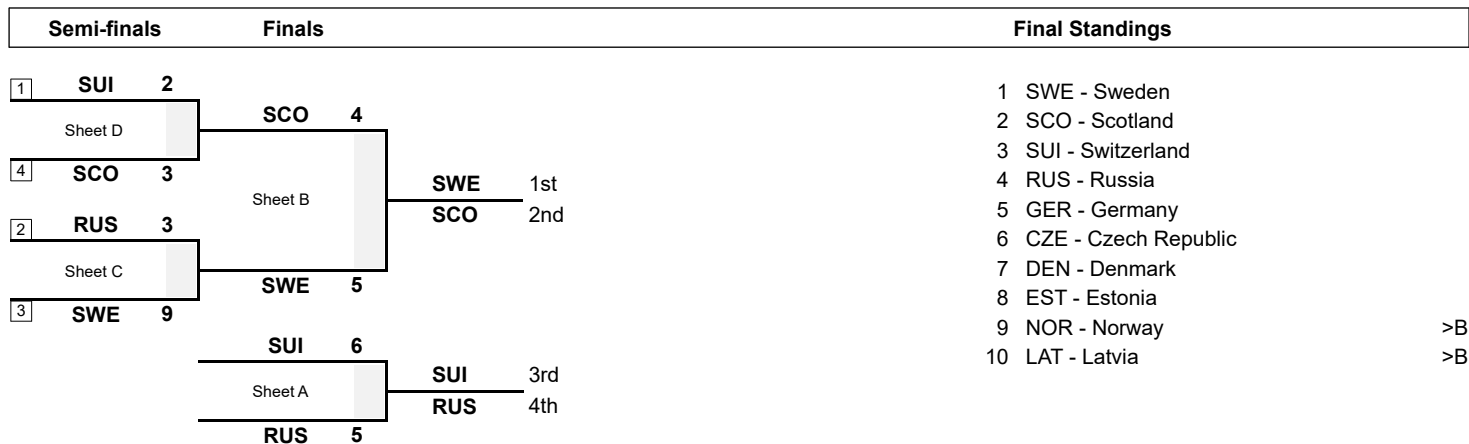 Semi-finals Finals Final Standings
1 SUI 2
Sheet D
4 SCO 3
SCO 4
Sheet B
2 RUS 3
Sheet C
3 SWE 9
SWE 5
SWE 1st
SCO 2nd
SUI 6
Sheet A
RUS 5
SUI 3rd
RUS 4th
1 SWE - Sweden
2 SCO - Scotland
3 SUI - Switzerland
4 RUS - Russia
5 GER - Germany
6 CZE - Czech Republic
7 DEN - Denmark
8 EST - Estonia
9 NOR - Norway >B
10 LAT - Latvia >B